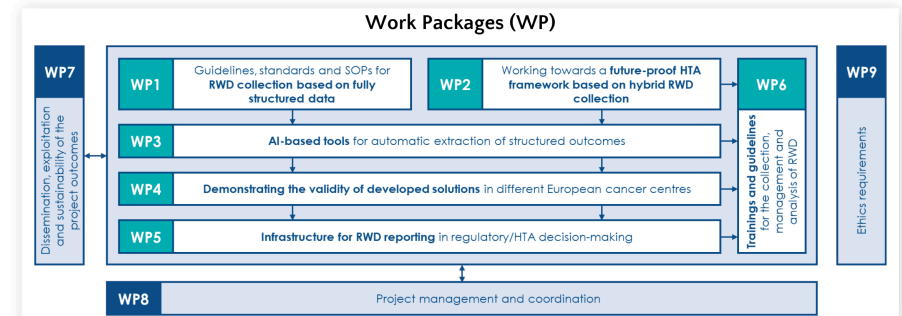 Work Packages (WP)
WP7
Dissemination, exploitation
and sustainability of the
project outcomes
WP1
Guidelines, standards and SOPs for
RWD collection based on fully
structured data
WP2
Working towards a future-proof HTA
framework based on hybrid RWD
collection
WP3
AI-based tools for automatic extraction of structured outcomes
WP4
Demonstrating the validity of developed solutions in different European cancer centres
WP5
Infrastructure for RWD reporting in regulatory/HTA decision-making
WP6
Trainings and guidelines
for the collection,
management and
analysis of RWD
WP9
Ethics requirements
WP8
Project management and coordination